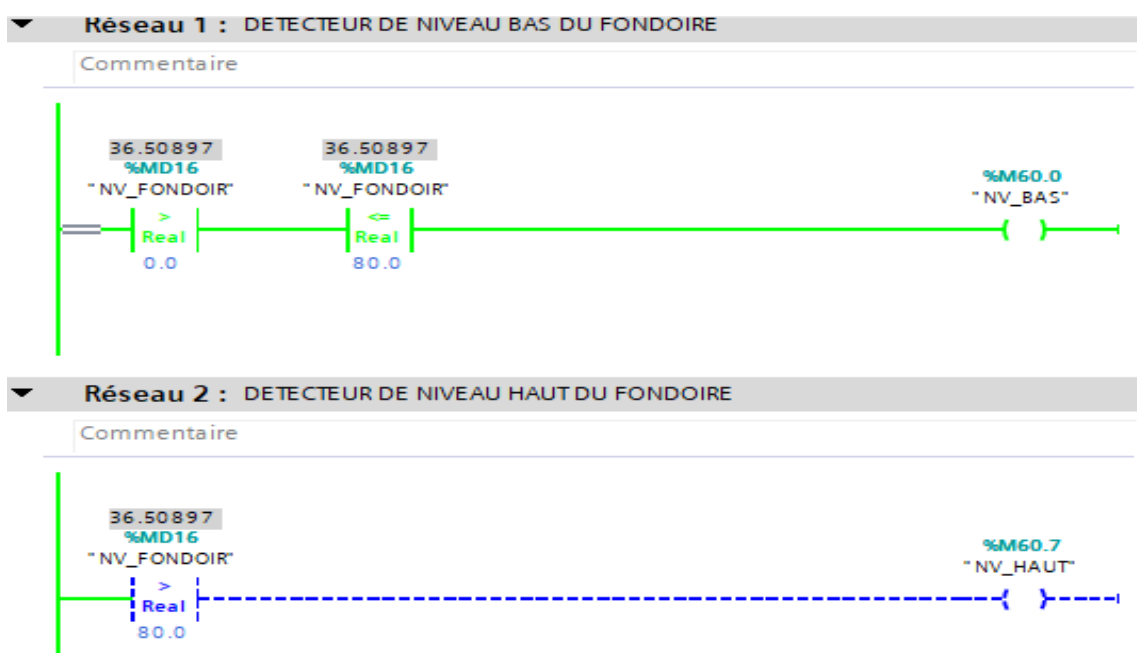 Réseau 1 : DETECTEUR DE NIVEAU BAS DU FONDOIRE
Commentaire
36.50897 36.50897
%MD16 %MD16 %M60.0
"NV_FONDOIR" "NV_FONDOIR" "NV_BAS"
> <=
Real Real
0.0 80.0
Réseau 2 : DETECTEUR DE NIVEAU HAUT DU FONDOIRE
Commentaire
36.50897
%MD16 %M60.7
"NV_FONDOIR" "NV_HAUT"
>
Real
80.0